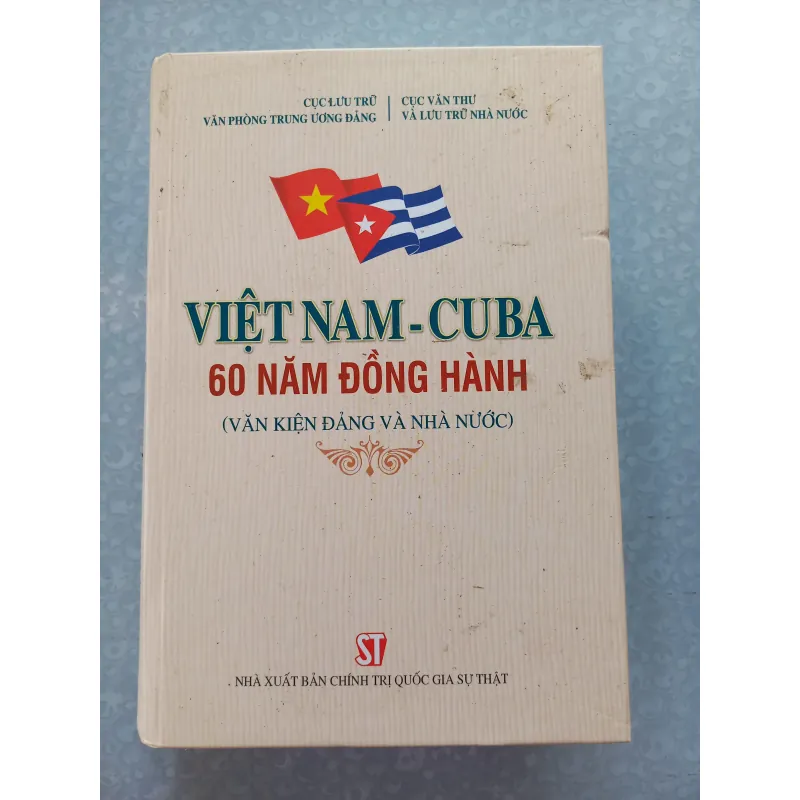 CỤC LƯU TRỮ
VĂN PHÒNG TRUNG ƯƠNG ĐẢNG
CỤC VĂN THƯ
VÀ LƯU TRỮ NHÀ NƯỚC
VIỆT NAM - CUBA
60 NĂM ĐỒNG HÀNH
(VĂN KIỆN ĐẢNG VÀ NHÀ NƯỚC)
ST
NHÀ XUẤT BẢN CHÍNH TRỊ QUỐC GIA SỰ THẬT